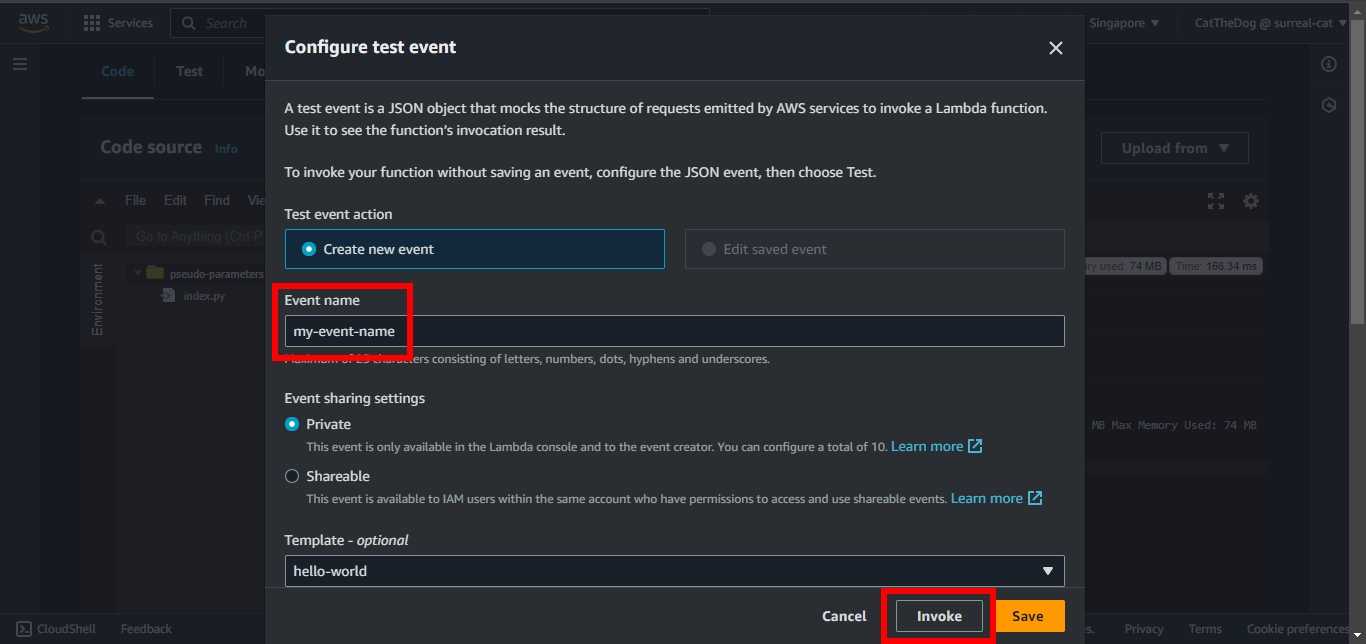 aws
Services
Search
Singapore
CatTheDog @ surreal-cat
Configure test event
Code
Test
Mo
A test event is a JSON object that mocks the structure of requests emitted by AWS services to invoke a Lambda function.
Use it to see the function's invocation result.
Code source
Info
Upload from
To invoke your function without saving an event, configure the JSON event, then choose Test.
File
Edit
Find
Vie
Test event action
Go to Anything (Ctrl-P
Create new event
Edit saved event
Environment
pseudo-parameters
ry used: 74 MB
Time: 166.34 ms
index.py
Event name
my-event-name
Maximum of 25 characters consisting of letters, numbers, dots, hyphens and underscores.
Event sharing settings
Private
MB Max Memory Used: 74 MB
This event is only available in the Lambda console and to the event creator. You can configure a total of 10. Learn more
Shareable
This event is available to IAM users within the same account who have permissions to access and use shareable events. Learn more
Template - optional
hello-world
Cancel
Invoke
Save
CloudShell
Feedback
s.
Privacy
Terms
Cookie preferences